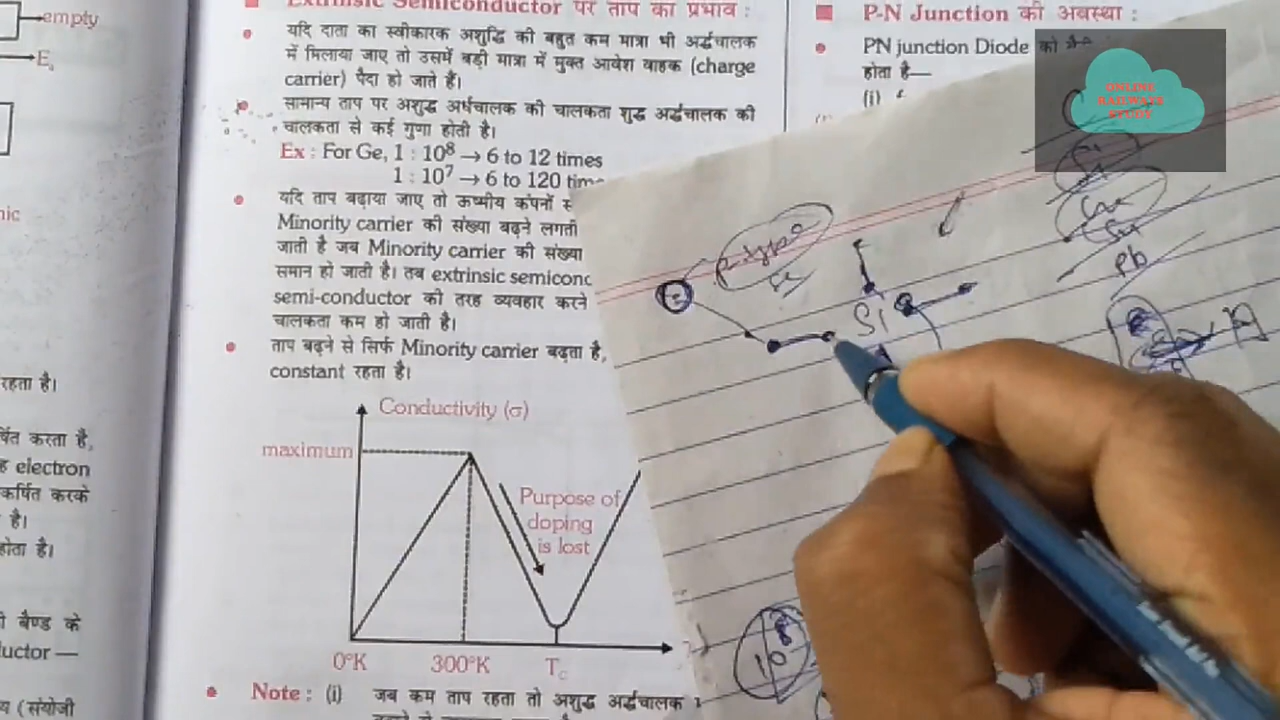 empty
Extrinsic Semiconductor पर ताप का प्रभाव :
यदि दाता का स्वीकारक अशुद्धि की बहुत कम मात्रा भी अर्द्धचालक
में मिलाया जाए तो उसमें बड़ी मात्रा में मुक्त आवेश वाहक (charge
carrier) पैदा हो जाते हैं।
सामान्य ताप पर अशुद्ध अर्धचालक की चालकता शुद्ध अर्द्धचालक की
चालकता से कई गुणा होती है।
Ex : For Ge, 1 : 10⁸ → 6 to 12 times
1 : 10⁷ → 6 to 120
यदि ताप बढ़ाया जाए तो ऊष्मीय कंपनों
Minority carrier की संख्या बढ़ने लगती
जाती है जब Minority carrier की संख्या
समान हो जाती है। तब extrinsic
semi-conductor की तरह व्यवहार करने
चालकता कम हो जाती है।
ताप बढ़ने से सिर्फ Minority carrier बढ़ता है,
constant रहता है।
Conductivity (σ)
maximum
Purpose of
doping
is lost
0°K 300°K T꜀
Note : (i) जब कम ताप रहता तो अशुद्ध अर्द्धचालक
P-N Junction की अवस्था :
PN junction Diode को
होता है—
(i)
ONLINE
RAILWAYS
STUDY
रहता है।
करता है,
electron
कर्षित करके
है।
होता है।
बैण्ड के
(संयोजी
P type
Si
Pb
10⁸